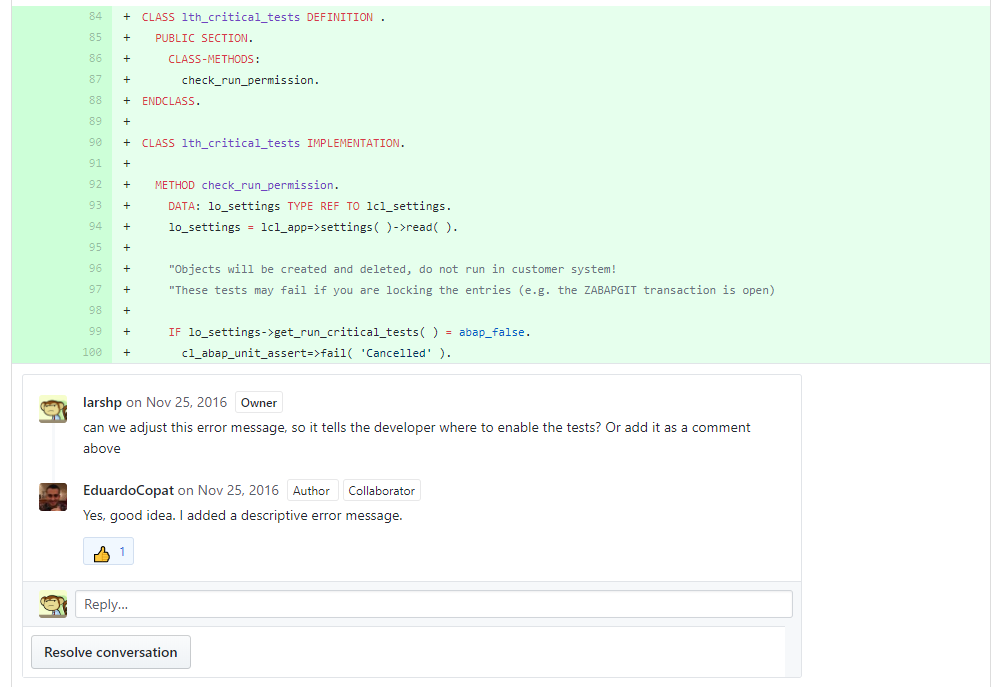 84 + CLASS lth_critical_tests DEFINITION .
85 + PUBLIC SECTION.
86 + CLASS-METHODS:
87 + check_run_permission.
88 + ENDCLASS.
89 +
90 + CLASS lth_critical_tests IMPLEMENTATION.
91 +
92 + METHOD check_run_permission.
93 + DATA: lo_settings TYPE REF TO lcl_settings.
94 + lo_settings = lcl_app=>settings( )->read( ).
95 +
96 + "Objects will be created and deleted, do not run in customer system!
97 + "These tests may fail if you are locking the entries (e.g. the ZABAPGIT transaction is open)
98 +
99 + IF lo_settings->get_run_critical_tests( ) = abap_false.
100 + cl_abap_unit_assert=>fail( 'Cancelled' ).
larshp on Nov 25, 2016 Owner
can we adjust this error message, so it tells the developer where to enable the tests? Or add it as a comment
above
EduardoCopat on Nov 25, 2016 Author Collaborator
Yes, good idea. I added a descriptive error message.
👍 1
Reply...
Resolve conversation